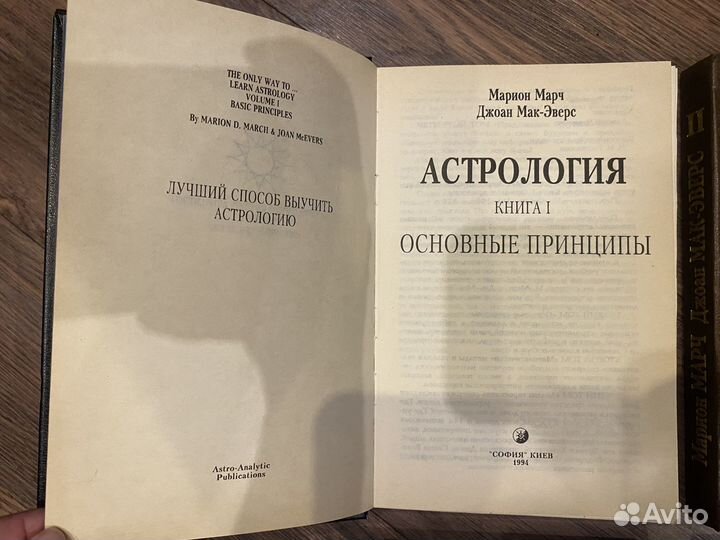 THE ONLY WAY TO ...
LEARN ASTROLOGY
VOLUME I
BASIC PRINCIPLES
By MARION D. MARCH & JOAN McEVERS
ЛУЧШИЙ СПОСОБ ВЫУЧИТЬ
АСТРОЛОГИЮ
Astro-Analytic
Publications
Марион Марч
Джоан Мак-Эверс
АСТРОЛОГИЯ
КНИГА I
ОСНОВНЫЕ ПРИНЦИПЫ
"СОФИЯ" КИЕВ
1994
Марион МАРЧ Джоан МАК-ЭВЕРС II
Avito